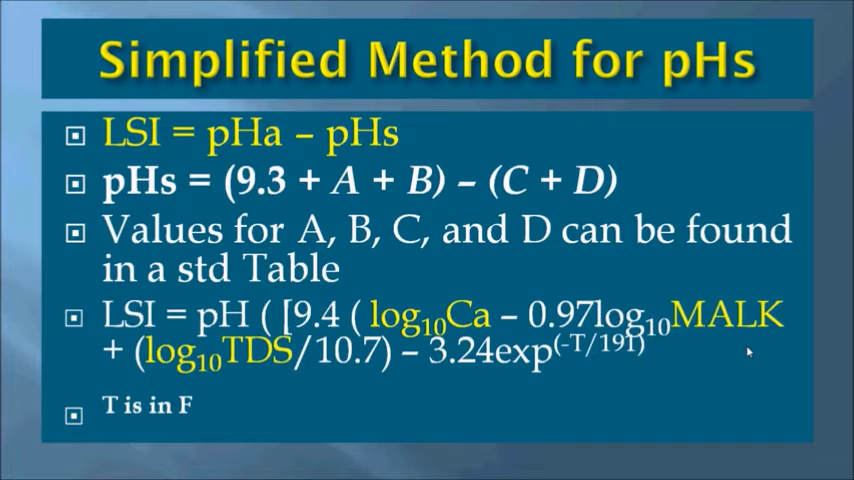 Simplified Method for pHs
LSI = pHa – pHs
pHs = (9.3 + A + B) – (C + D)
Values for A, B, C, and D can be found
in a std Table
LSI = pH ( [9.4 ( log₁₀Ca – 0.97log₁₀MALK
+ (log₁₀TDS/10.7) – 3.24exp^(-T/191)
T is in F